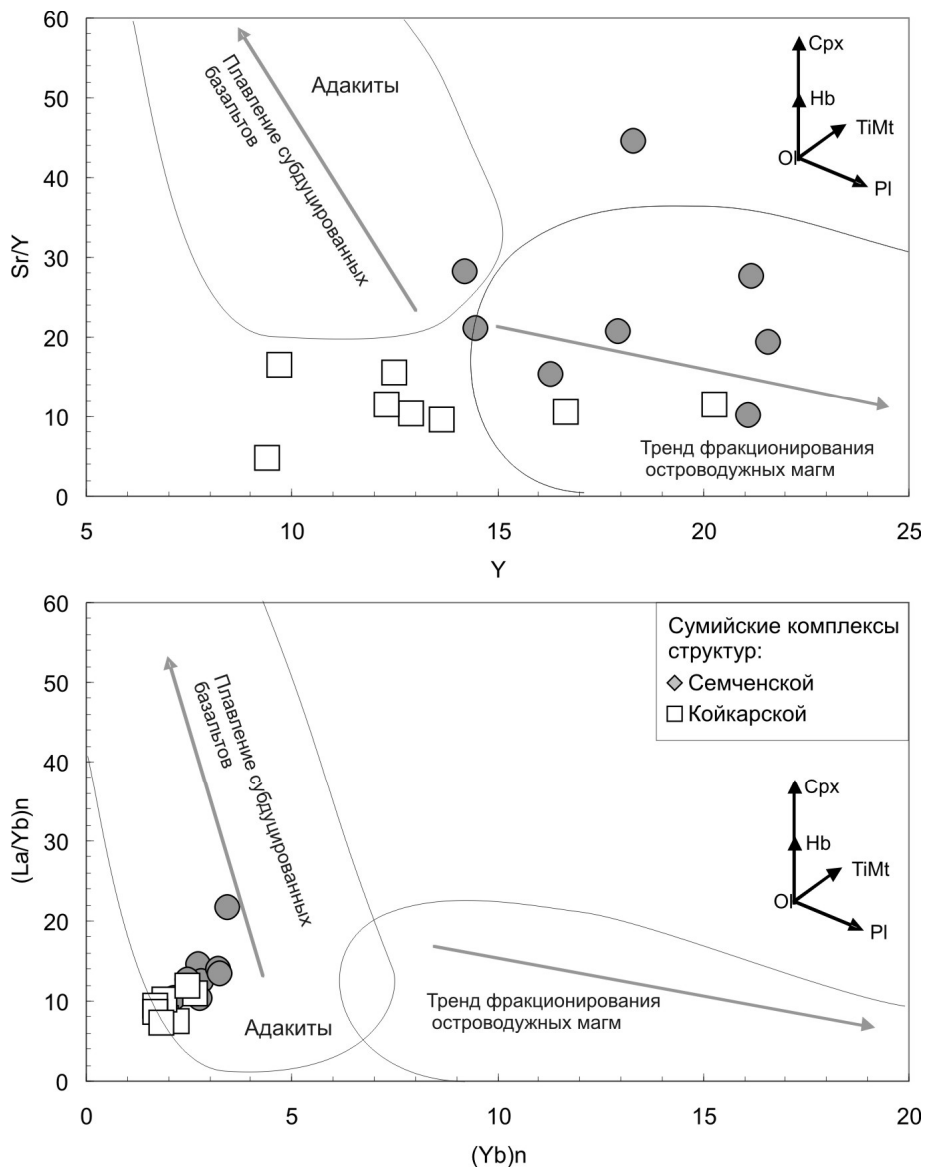 60
50
40
30
20
10
0
Sr/Y
Плавление субдуцированных
базальтов
Адакиты
Cpx
Hb
TiMt
Ol
Pl
Тренд фракционирования
островодужных магм
5
10
15
20
25
Y
60
50
40
30
20
10
0
(La/Yb)n
Плавление субдуцированных
базальтов
Адакиты
Сумийские комплексы
структур:
Семченской
Койкарской
Cpx
Hb
TiMt
Ol
Pl
Тренд фракционирования
островодужных магм
0
5
10
15
20
(Yb)n